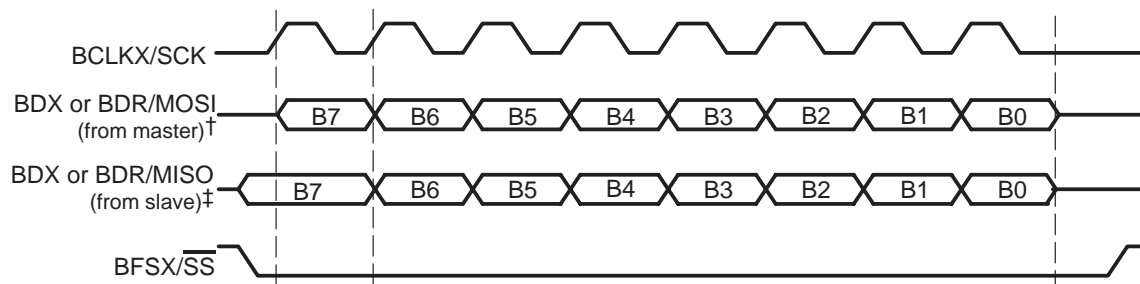 BCLKX/SCK
BDX or BDR/MOSI
(from master)†
B7 B6 B5 B4 B3 B2 B1 B0
BDX or BDR/MISO
(from slave)‡
B7 B6 B5 B4 B3 B2 B1 B0
BFSX/S̅S̅